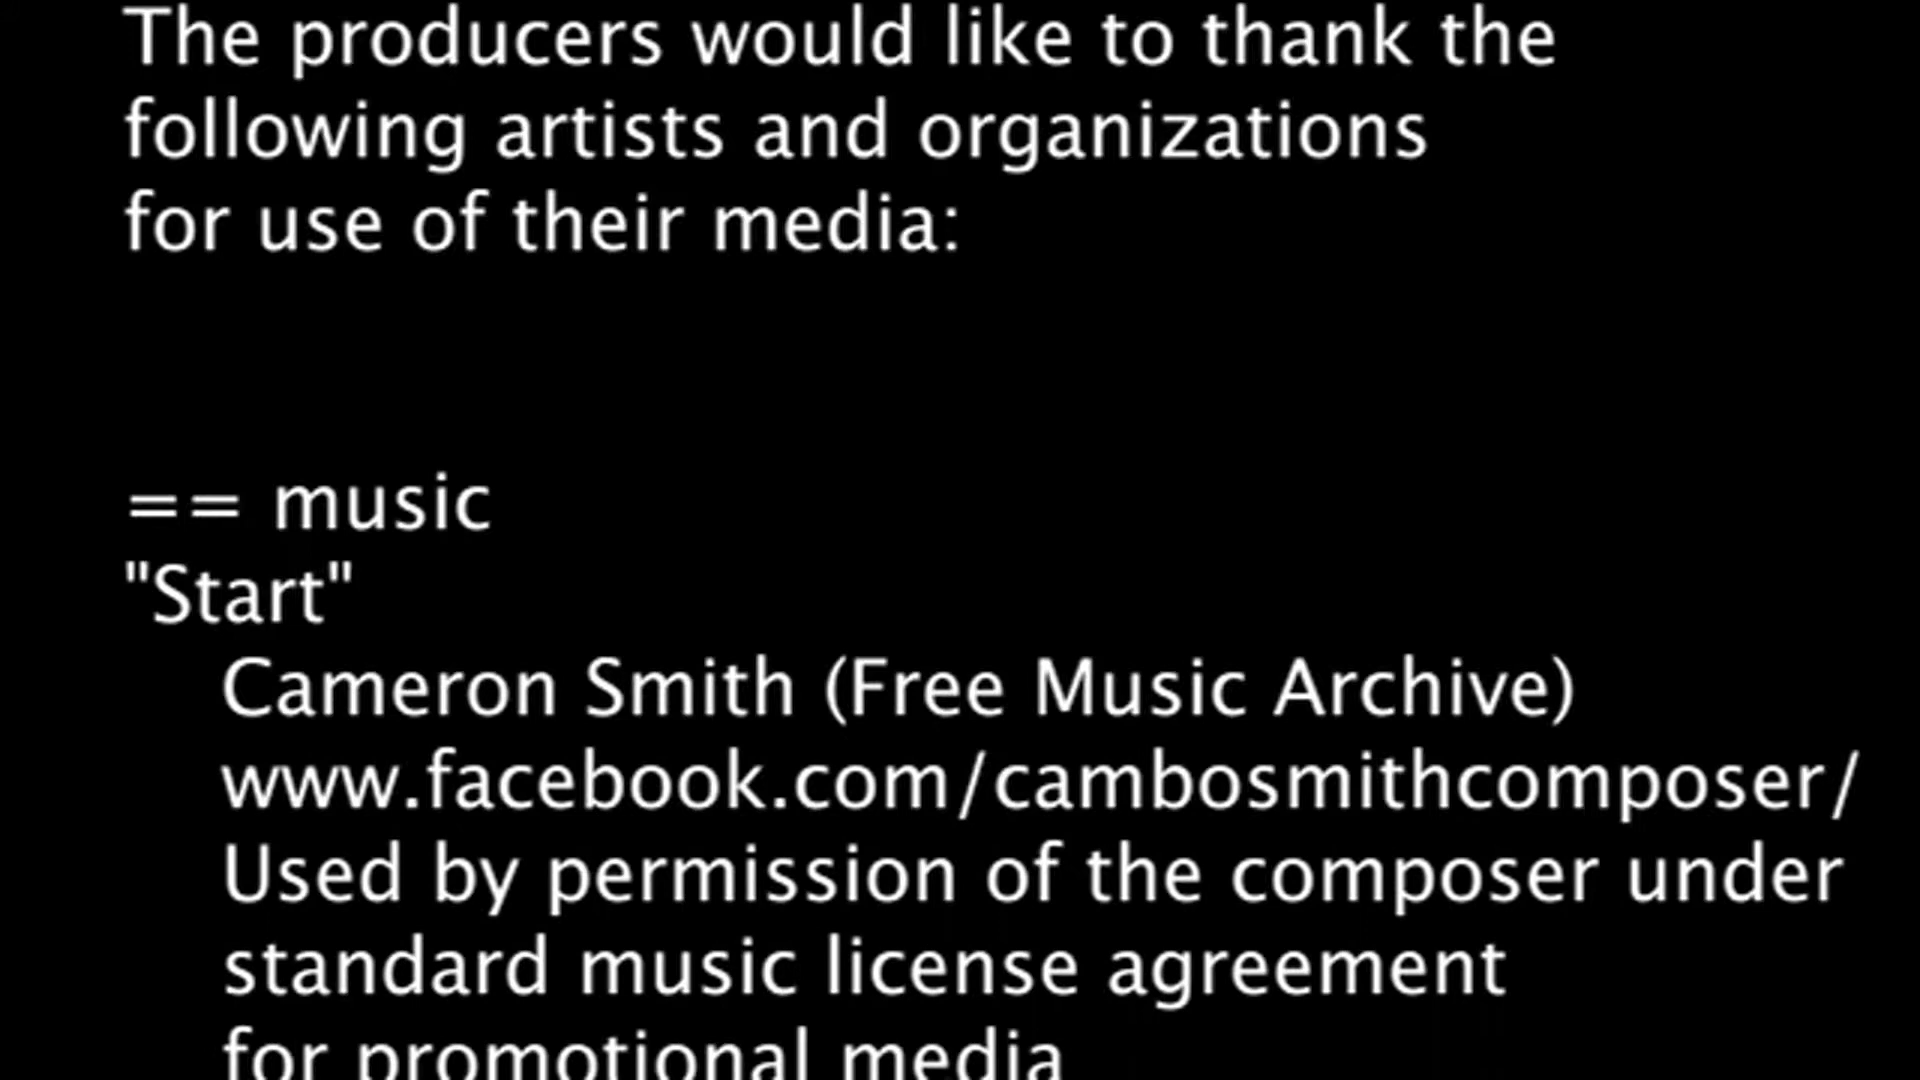 The producers would like to thank the
following artists and organizations
for use of their media:
== music
"Start"
Cameron Smith (Free Music Archive)
www.facebook.com/cambosmithcomposer/
Used by permission of the composer under
standard music license agreement
for promotional media